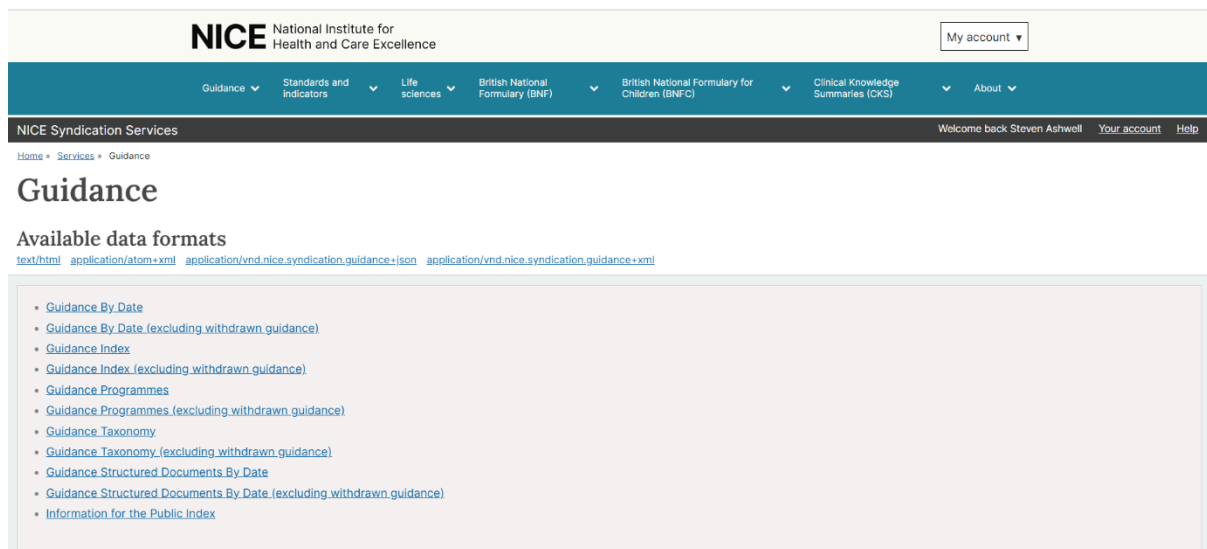 NICE National Institute for
Health and Care Excellence
My account ▾
Guidance
Standards and
indicators
Life
sciences
British National
Formulary (BNF)
British National Formulary for
Children (BNFC)
Clinical Knowledge
Summaries (CKS)
About
NICE Syndication Services
Welcome back Steven Ashwell Your account Help
Home » Services » Guidance
Guidance
Available data formats
text/html application/atom+xml application/vnd.nice.syndication.guidance+json application/vnd.nice.syndication.guidance+xml
Guidance By Date
Guidance By Date (excluding withdrawn guidance)
Guidance Index
Guidance Index (excluding withdrawn guidance)
Guidance Programmes
Guidance Programmes (excluding withdrawn guidance)
Guidance Taxonomy
Guidance Taxonomy (excluding withdrawn guidance)
Guidance Structured Documents By Date
Guidance Structured Documents By Date (excluding withdrawn guidance)
Information for the Public Index